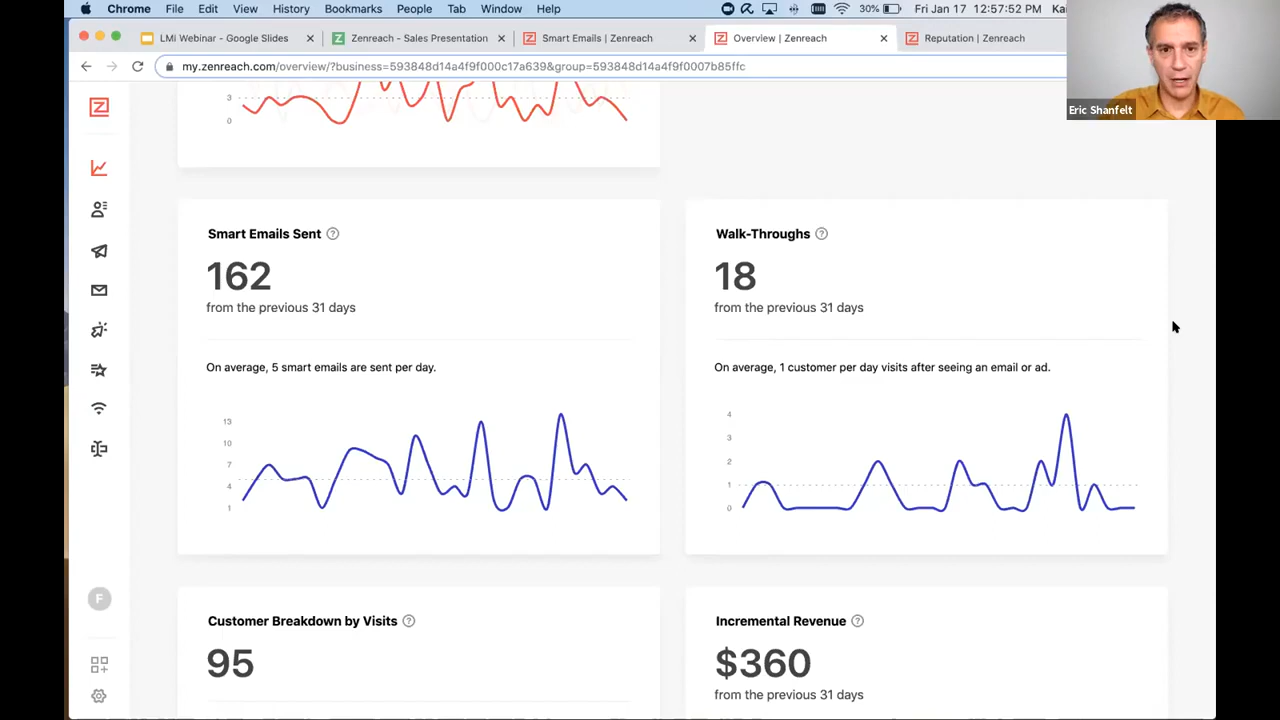 Chrome File Edit View History Bookmarks People Tab Window Help 30% Fri Jan 17 12:57:52 PM
LMi Webinar - Google Slides
Zenreach - Sales Presentation
Smart Emails | Zenreach
Overview | Zenreach
Reputation | Zenreach
my.zenreach.com/overview/?business=593848d14a4f9f000c17a639&group=593848d14a4f9f0007b85ffc
Eric Shanfelt
3
0
Smart Emails Sent
162
from the previous 31 days
On average, 5 smart emails are sent per day.
13
10
7
4
1
Walk-Throughs
18
from the previous 31 days
On average, 1 customer per day visits after seeing an email or ad.
4
3
2
1
0
F
Customer Breakdown by Visits
95
Incremental Revenue
$360
from the previous 31 days